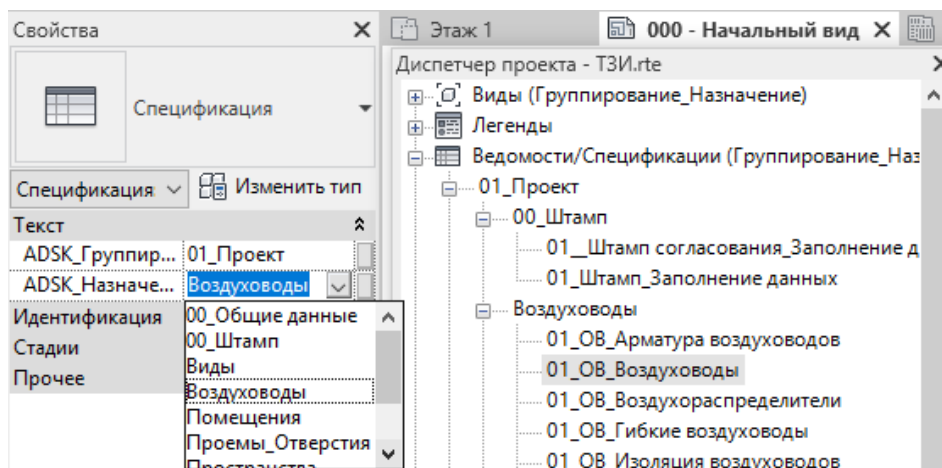 Свойства
Спецификация
Спецификация
Изменить тип
Текст
ADSK_Группир... 01_Проект
ADSK_Назначе... Воздуховоды
Идентификация
Стадии
Прочее
00_Общие данные
00_Штамп
Виды
Воздуховоды
Помещения
Проемы_Отверстия
Пространства
Этаж 1
000 - Начальный вид
Диспетчер проекта - ТЗИ.rte
Виды (Группирование_Назначение)
Легенды
Ведомости/Спецификации (Группирование_Наз
01_Проект
00_Штамп
01__Штамп согласования_Заполнение д
01_Штамп_Заполнение данных
Воздуховоды
01_ОВ_Арматура воздуховодов
01_ОВ_Воздуховоды
01_ОВ_Воздухораспределители
01_ОВ_Гибкие воздуховоды
01_ОВ_Изоляция воздуховодов